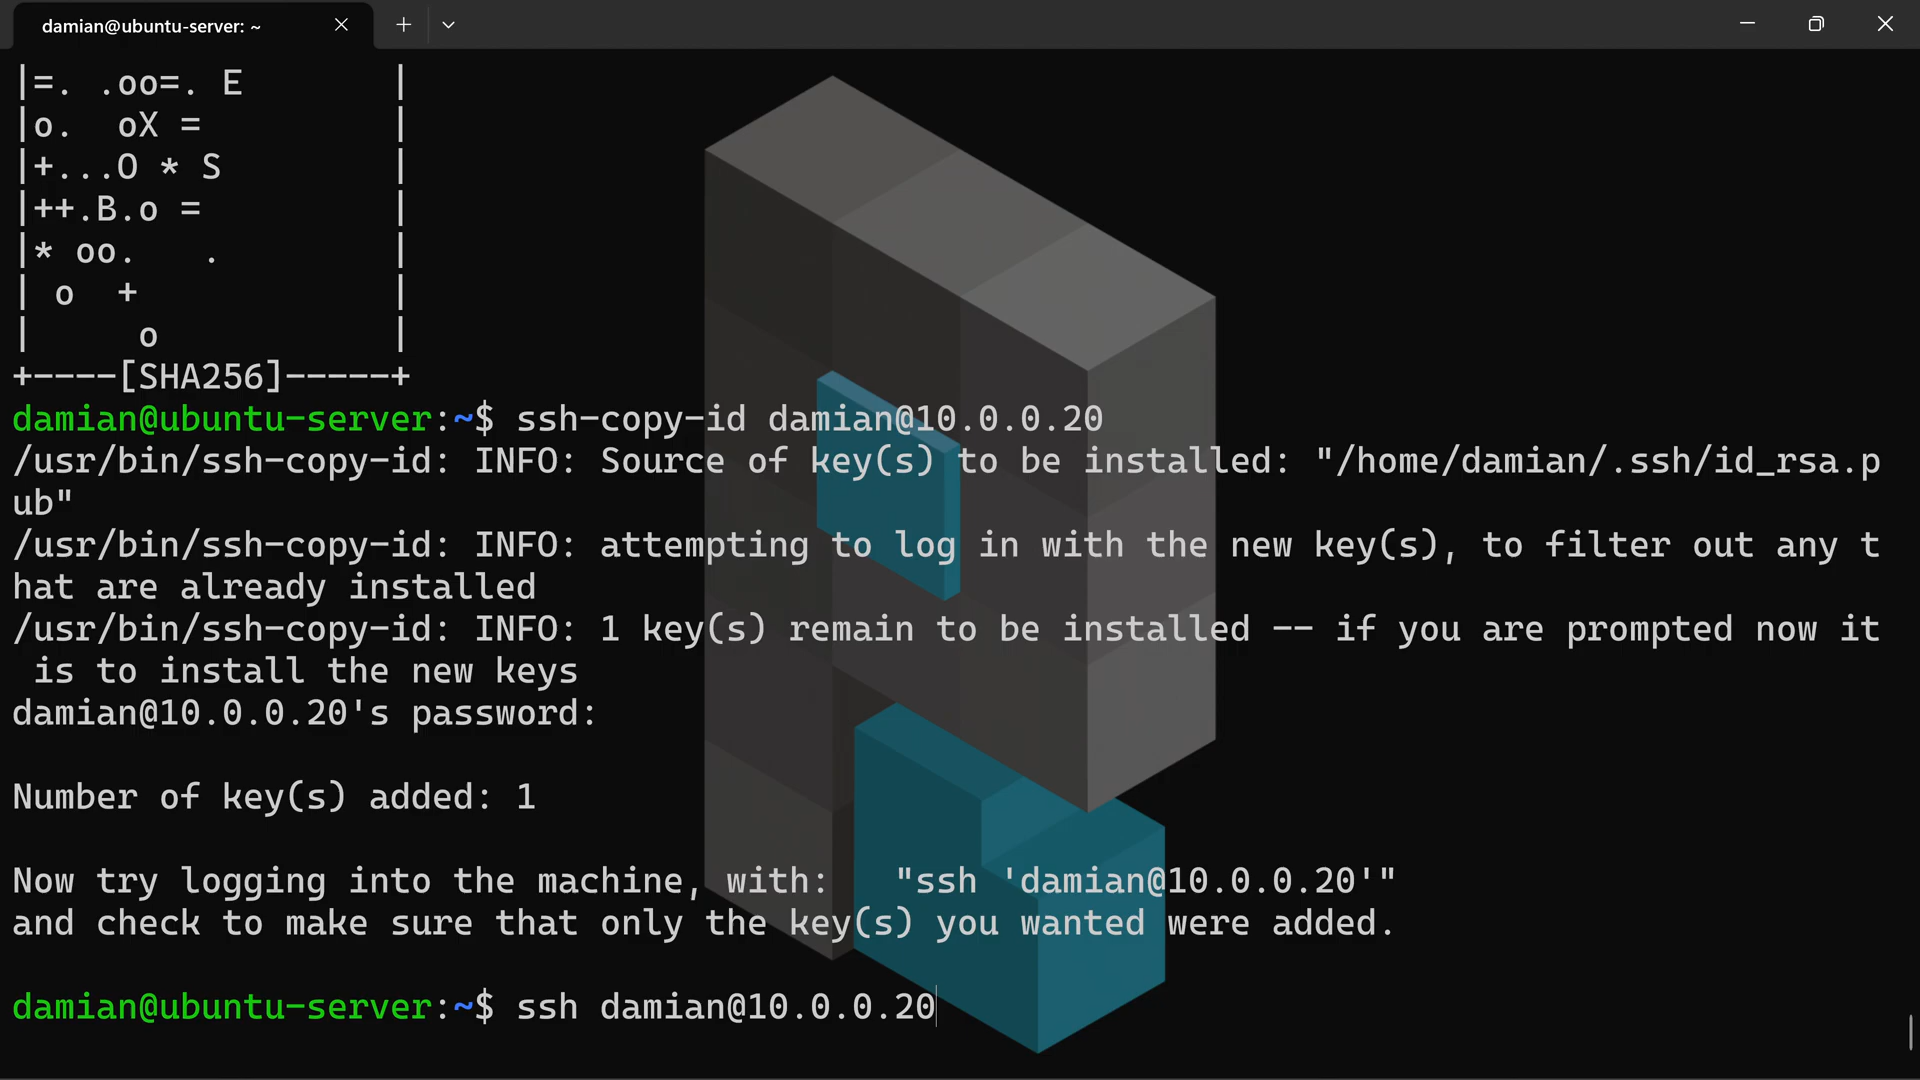 damian@ubuntu-server: ~
|=. .oo=. E       |
|o.  oX =         |
|+...O * S        |
|++.B.o =         |
|* oo.   .        |
| o  +            |
|     o           |
+----[SHA256]-----+
damian@ubuntu-server:~$ ssh-copy-id damian@10.0.0.20
/usr/bin/ssh-copy-id: INFO: Source of key(s) to be installed: "/home/damian/.ssh/id_rsa.p
ub"
/usr/bin/ssh-copy-id: INFO: attempting to log in with the new key(s), to filter out any t
hat are already installed
/usr/bin/ssh-copy-id: INFO: 1 key(s) remain to be installed -- if you are prompted now it
 is to install the new keys
damian@10.0.0.20's password:
Number of key(s) added: 1
Now try logging into the machine, with:   "ssh 'damian@10.0.0.20'"
and check to make sure that only the key(s) you wanted were added.
damian@ubuntu-server:~$ ssh damian@10.0.0.20